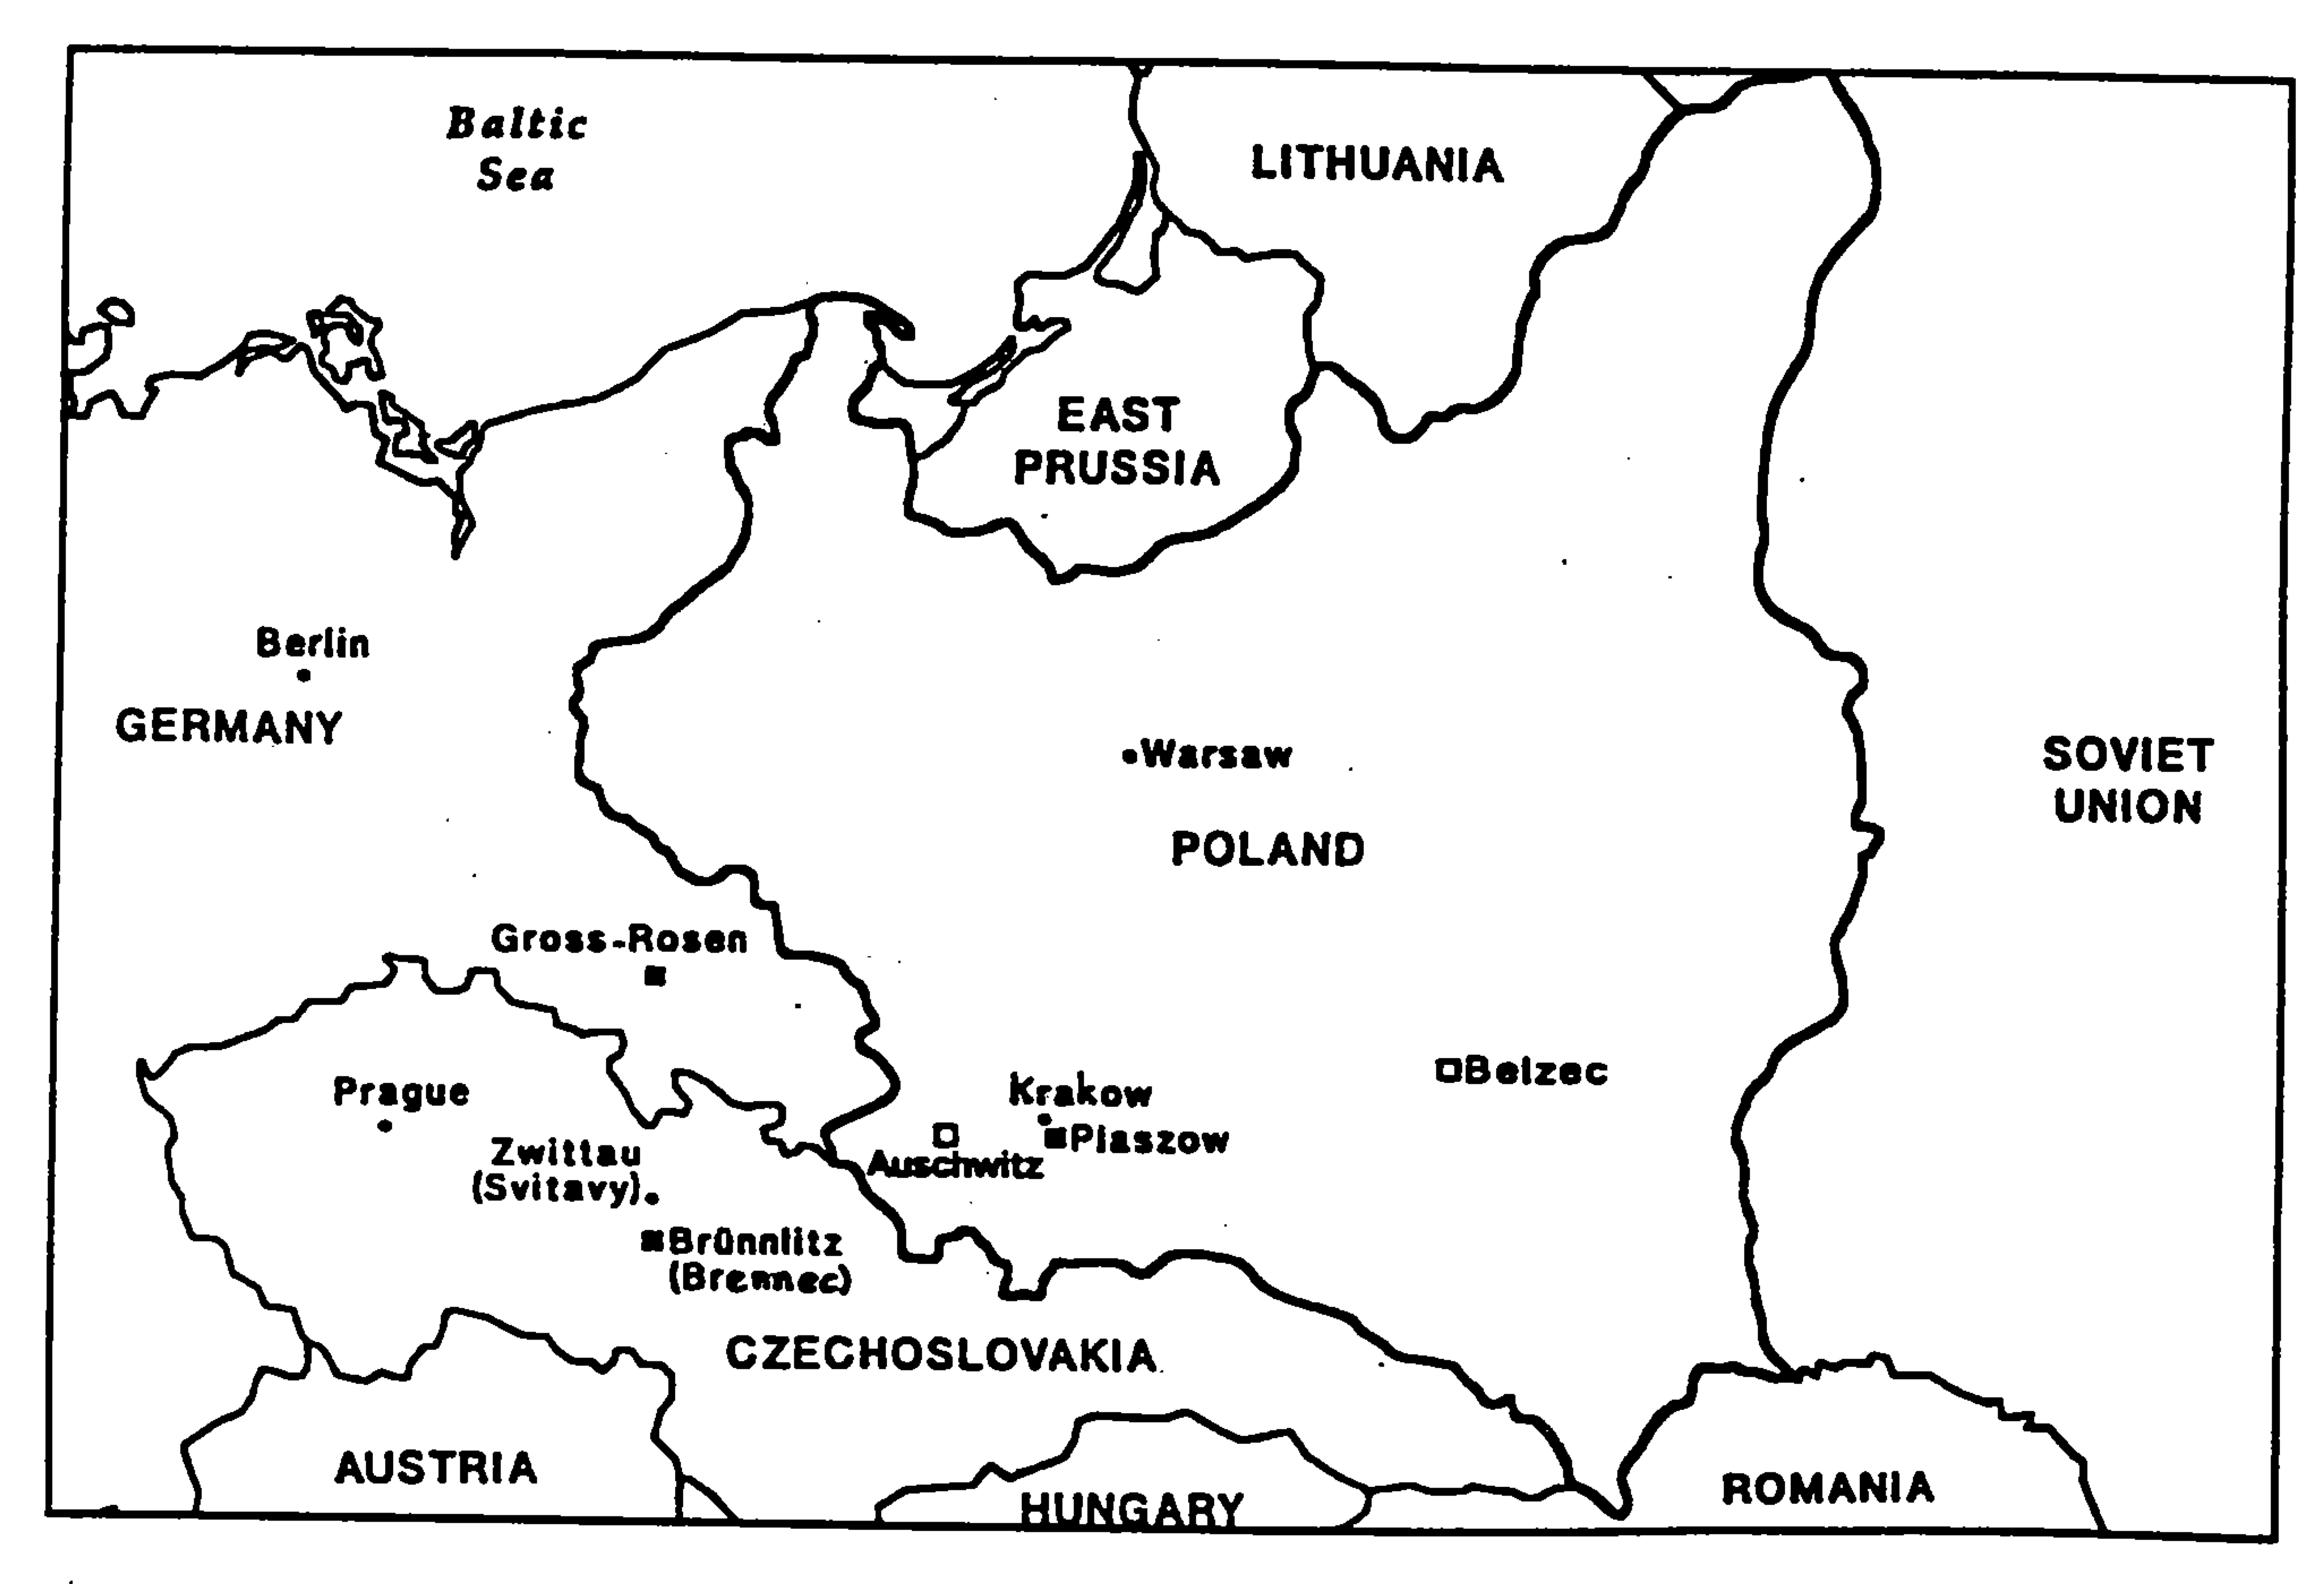 Baltic
Sea
LITHUANIA
EAST
PRUSSIA
Berlin
GERMANY
Warsaw
POLAND
SOVIET
UNION
Gross-Rosen
Prague
Krakow
Belzec
Plaszow
Auschwitz
Zwittau
(Svitavy)
Brünnlitz
(Brennec)
CZECHOSLOVAKIA
AUSTRIA
HUNGARY
ROMANIA